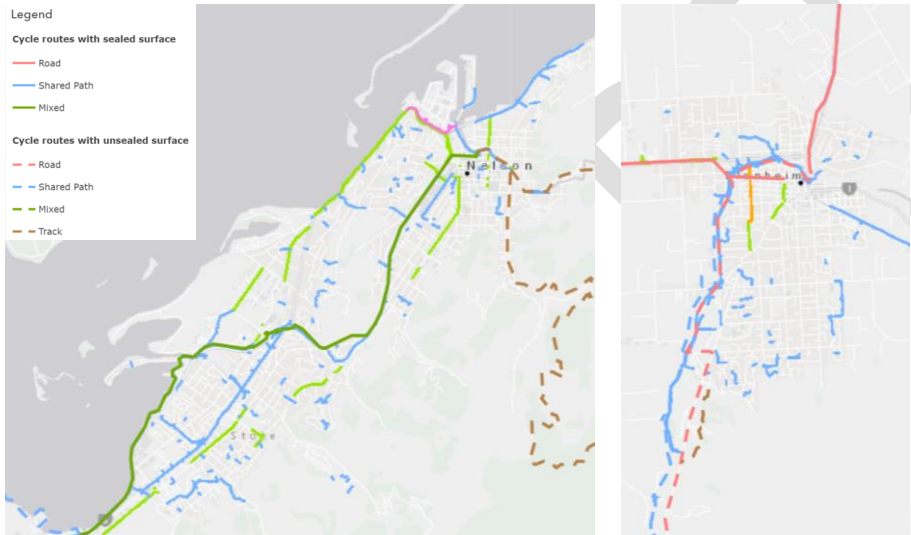 Legend
Cycle routes with sealed surface
Road
Shared Path
Mixed
Cycle routes with unsealed surface
Road
Shared Path
Mixed
Track
Nelson
Stoke
nheim
1